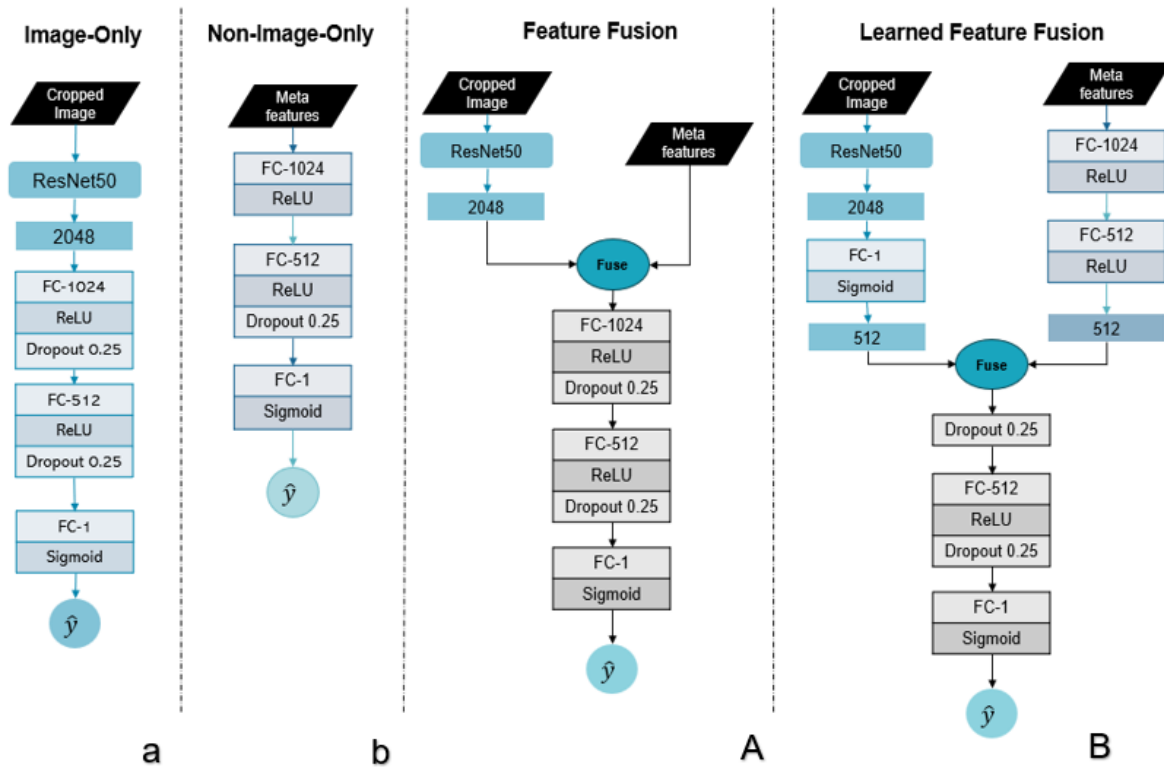 Image-Only
Cropped
Image
ResNet50
2048
FC-1024
ReLU
Dropout 0.25
FC-512
ReLU
Dropout 0.25
FC-1
Sigmoid
ŷ
a
Non-Image-Only
Meta
features
FC-1024
ReLU
FC-512
ReLU
Dropout 0.25
FC-1
Sigmoid
ŷ
b
Feature Fusion
Cropped
Image
ResNet50
2048
Meta
features
Fuse
FC-1024
ReLU
Dropout 0.25
FC-512
ReLU
Dropout 0.25
FC-1
Sigmoid
ŷ
A
Learned Feature Fusion
Cropped
Image
ResNet50
2048
FC-1
Sigmoid
512
Meta
features
FC-1024
ReLU
FC-512
ReLU
512
Fuse
Dropout 0.25
FC-512
ReLU
Dropout 0.25
FC-1
Sigmoid
ŷ
B